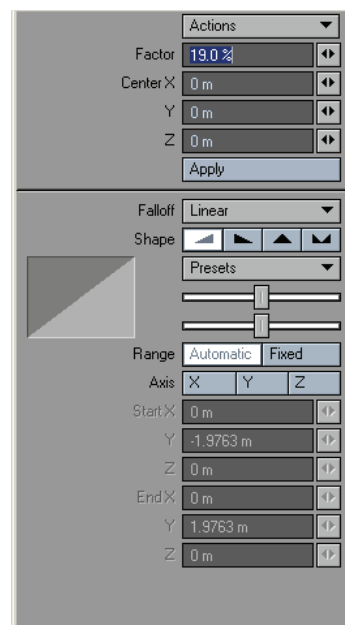 Actions
Factor 19.0 %
Center X 0 m
Y 0 m
Z 0 m
Apply
Falloff Linear
Shape
Presets
Range Automatic Fixed
Axis X Y Z
Start X 0 m
Y -1.9763 m
Z 0 m
End X 0 m
Y 1.9763 m
Z 0 m